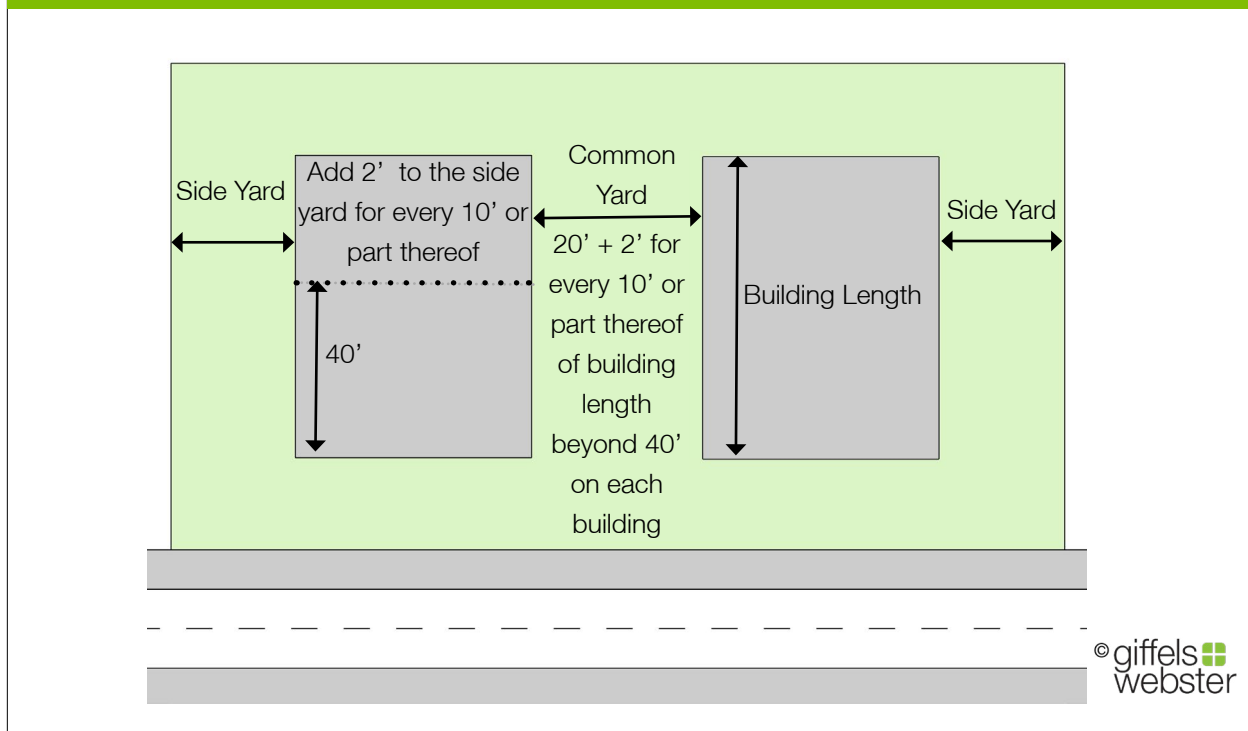 Side Yard
Add 2’ to the side
yard for every 10’ or
part thereof
40’
Common
Yard
20’ + 2’ for
every 10’ or
part thereof
of building
length
beyond 40’
on each
building
Building Length
Side Yard
© giffels
webster